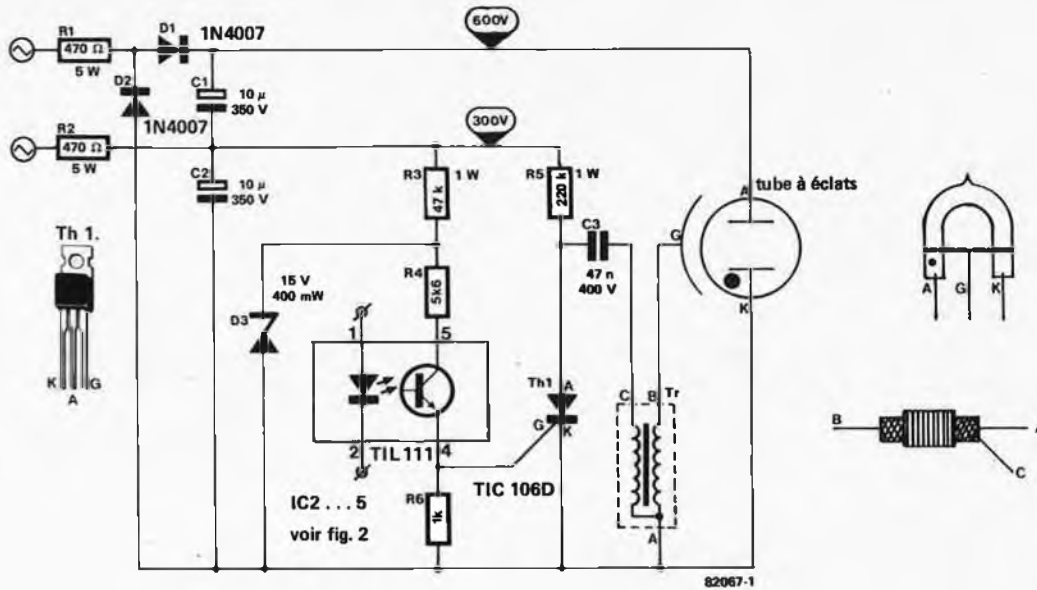 600V
R1
470 Ω
5 W
D1
1N4007
D2
1N4007
C1
10 µ
350 V
R2
470 Ω
5 W
300V
C2
10 µ
350 V
R3
47 k
1 W
R5
220 k
1 W
A
tube à éclats
G
K
C3
47 n
400 V
Th 1.
K
A
G
15 V
400 mW
D3
R4
5k6
1
5
2
4
TIL 111
Th1
A
G
K
TIC 106D
C
B
Tr
A
IC2 . . . 5
voir fig. 2
R6
1k
A
G
K
B
A
C
82067-1